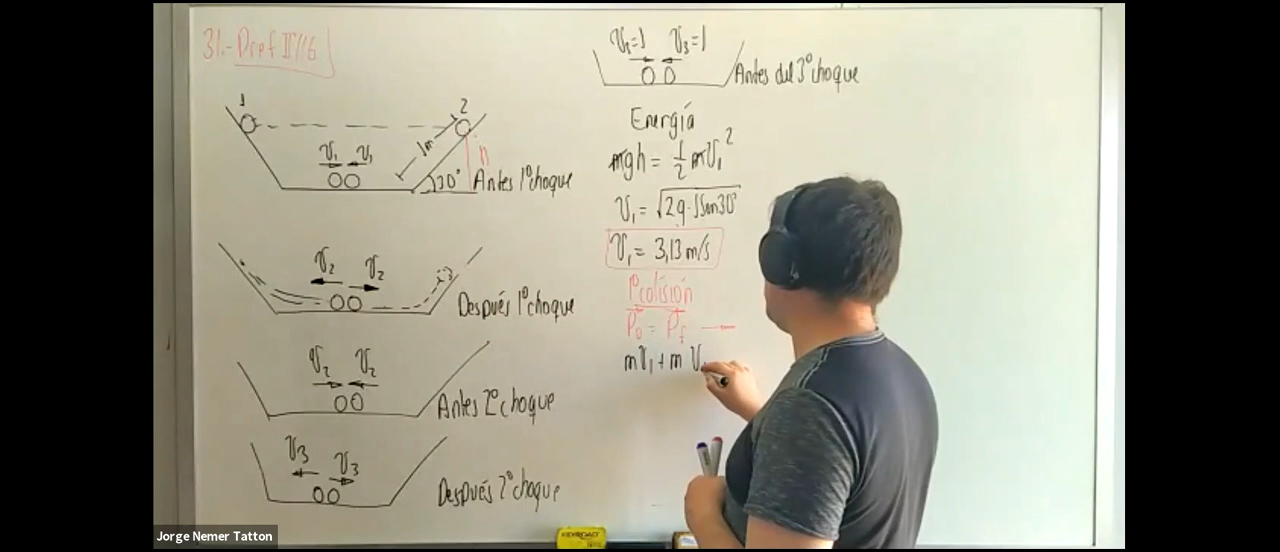 31.- Pref II/16
1
2
1m
v₁ v₁
h
30°
Antes 1° choque
v₂ v₂
Después 1° choque
v₂ v₂
Antes 2° choque
v₃ v₃
Después 2° choque
v₃=1 v₃=1
Antes del 3° choque
Energía
mgh = 1/2 mv₁²
v₁ = √2g·1sen30°
v₁ = 3,13 m/s
1° colisión
P₀ = P_f
mv₁ + m v
Jorge Nemer Tatton